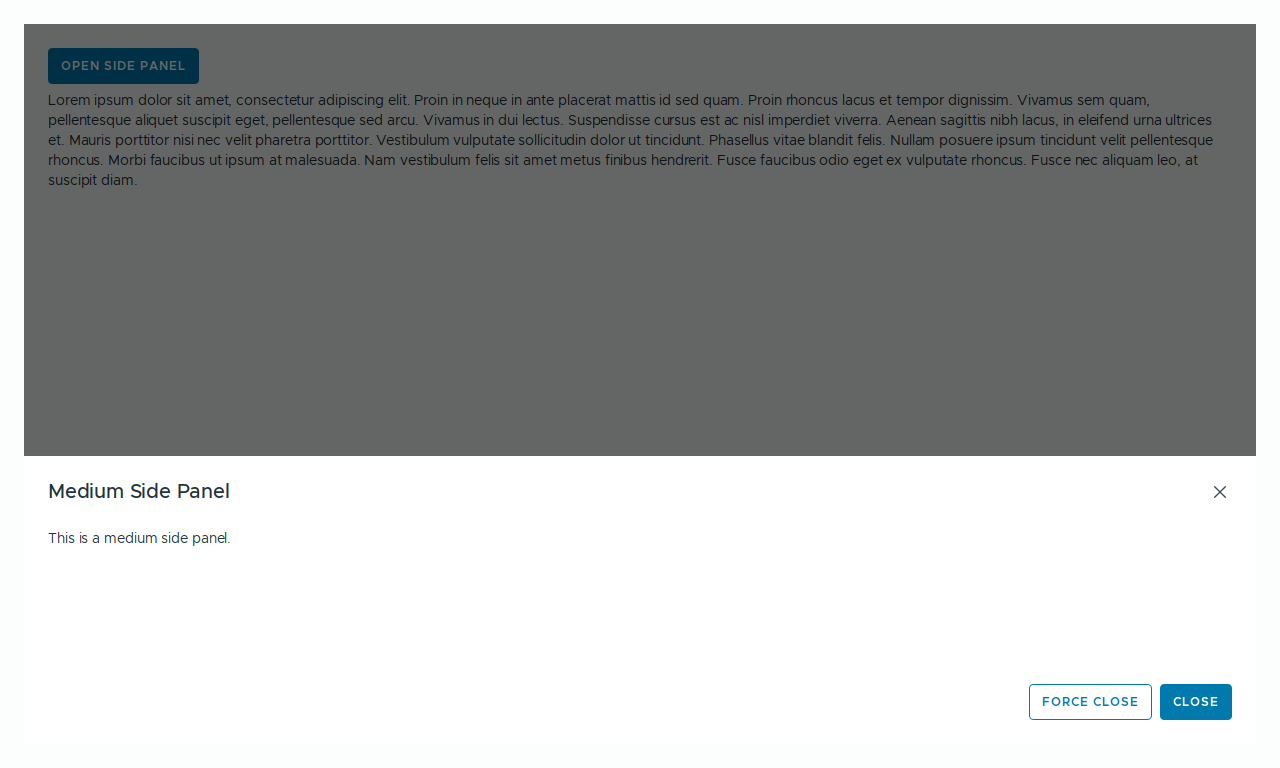 OPEN SIDE PANEL
Lorem ipsum dolor sit amet, consectetur adipiscing elit. Proin in neque in ante placerat mattis id sed quam. Proin rhoncus lacus et tempor dignissim. Vivamus sem quam,
pellentesque aliquet suscipit eget, pellentesque sed arcu. Vivamus in dui lectus. Suspendisse cursus est ac nisl imperdiet viverra. Aenean sagittis nibh lacus, in eleifend urna ultrices
et. Mauris porttitor nisi nec velit pharetra porttitor. Vestibulum vulputate sollicitudin dolor ut tincidunt. Phasellus vitae blandit felis. Nullam posuere ipsum tincidunt velit pellentesque
rhoncus. Morbi faucibus ut ipsum at malesuada. Nam vestibulum felis sit amet metus finibus hendrerit. Fusce faucibus odio eget ex vulputate rhoncus. Fusce nec aliquam leo, at
suscipit diam.
Medium Side Panel
This is a medium side panel.
FORCE CLOSE
CLOSE